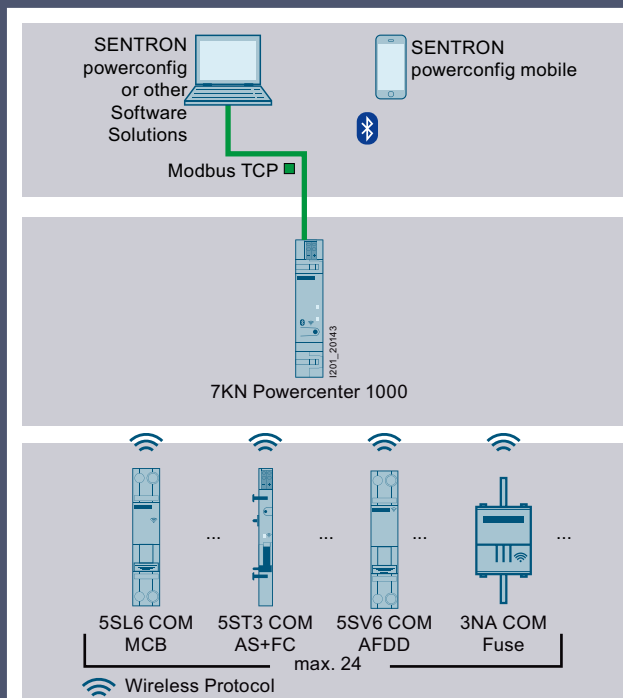 SENTRON
powerconfig
or other
Software
Solutions
SENTRON
powerconfig mobile
Modbus TCP
I201_20143
7KN Powercenter 1000
... ... ... ...
5SL6 COM
MCB
5ST3 COM
AS+FC
5SV6 COM
AFDD
3NA COM
Fuse
max. 24
Wireless Protocol